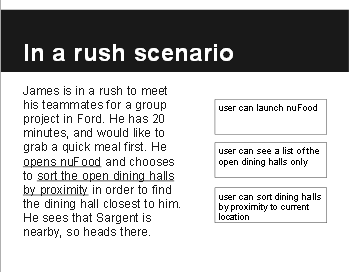 In a rush scenario
James is in a rush to meet
his teammates for a group
project in Ford. He has 20
minutes, and would like to
grab a quick meal first. He
opens nuFood and chooses
to sort the open dining halls
by proximity in order to find
the dining hall closest to him.
He sees that Sargent is
nearby, so heads there.
user can launch nuFood
user can see a list of the
open dining halls only
user can sort dining halls
by proximity to current
location